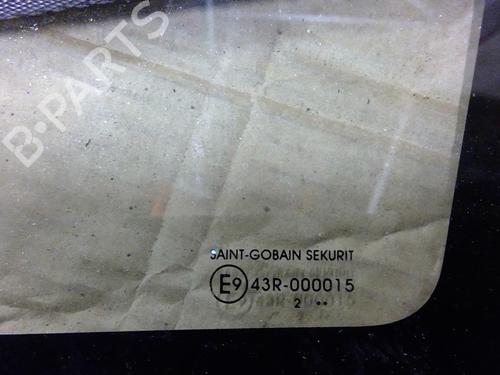 B-PARTS
SAINT-GOBAIN SEKURIT
E9 43R-000015
2 ••